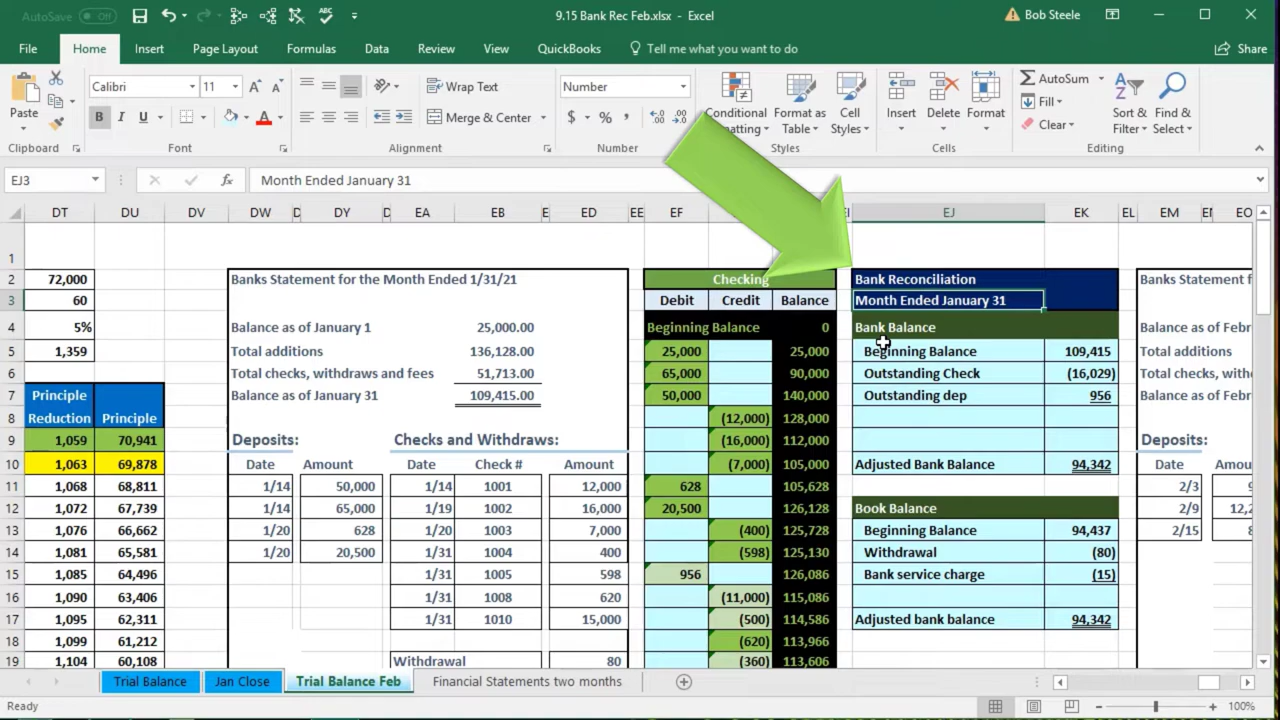 AutoSave Off 9.15 Bank Rec Feb.xlsx - Excel Bob Steele
File Home Insert Page Layout Formulas Data Review View QuickBooks Tell me what you want to do Share
Paste Calibri 11 Wrap Text Number AutoSum
B I U Merge & Center $ % Conditional Format as Cell Insert Delete Format Fill Sort & Find &
Table Styles Clear Filter Select
Clipboard Font Alignment Number Styles Cells Editing
EJ3 fx Month Ended January 31
DT DU DV DW DY EA EB E ED EE EF EJ EK EL EM EO
1
2 72,000 Banks Statement for the Month Ended 1/31/21 Checking Bank Reconciliation Banks Statement f
3 60 Debit Credit Balance Month Ended January 31
4 5% Balance as of January 1 25,000.00 Beginning Balance 0 Bank Balance Balance as of Febr
5 1,359 Total additions 136,128.00 25,000 25,000 Beginning Balance 109,415 Total additions
6 Total checks, withdraws and fees 51,713.00 65,000 90,000 Outstanding Check (16,029) Total checks, with
7 Principle Balance as of January 31 109,415.00 50,000 140,000 Outstanding dep 956 Balance as of Febr
8 Reduction Principle (12,000) 128,000
9 1,059 70,941 Deposits: Checks and Withdraws: (16,000) 112,000 Deposits:
10 1,063 69,878 Date Amount Date Check # Amount (7,000) 105,000 Adjusted Bank Balance 94,342 Date Amou
11 1,068 68,811 1/14 50,000 1/14 1001 12,000 628 105,628 2/3 9
12 1,072 67,739 1/14 65,000 1/19 1002 16,000 20,500 126,128 Book Balance 2/9 12,2
13 1,076 66,662 1/20 628 1/20 1003 7,000 (400) 125,728 Beginning Balance 94,437 2/15 8
14 1,081 65,581 1/20 20,500 1/31 1004 400 (598) 125,130 Withdrawal (80)
15 1,085 64,496 1/31 1005 598 956 126,086 Bank service charge (15)
16 1,090 63,406 1/31 1008 620 (11,000) 115,086
17 1,095 62,311 1/31 1010 15,000 (500) 114,586 Adjusted bank balance 94,342
18 1,099 61,212 (620) 113,966
19 1,104 60,108 Withdrawal 80 (360) 113,606
Trial Balance Jan Close Trial Balance Feb Financial Statements two months
Ready 100%